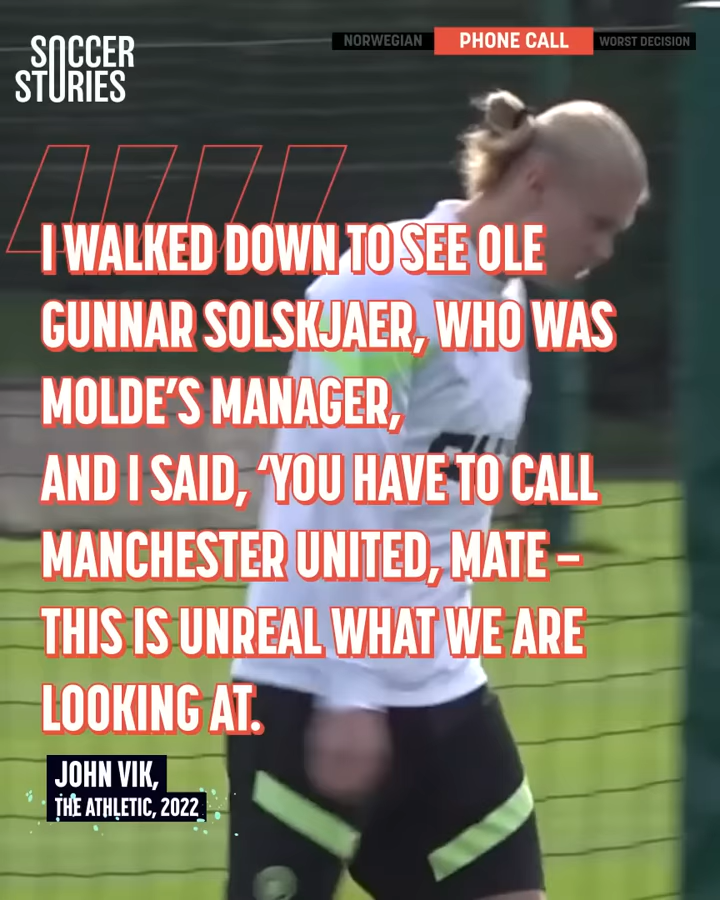 SOCCER
STORIES
NORWEGIAN PHONE CALL WORST DECISION
I WALKED DOWN TO SEE OLE
GUNNAR SOLSKJAER, WHO WAS
MOLDE’S MANAGER,
AND I SAID, ‘YOU HAVE TO CALL
MANCHESTER UNITED, MATE –
THIS IS UNREAL WHAT WE ARE
LOOKING AT.
JOHN VIK,
THE ATHLETIC, 2022